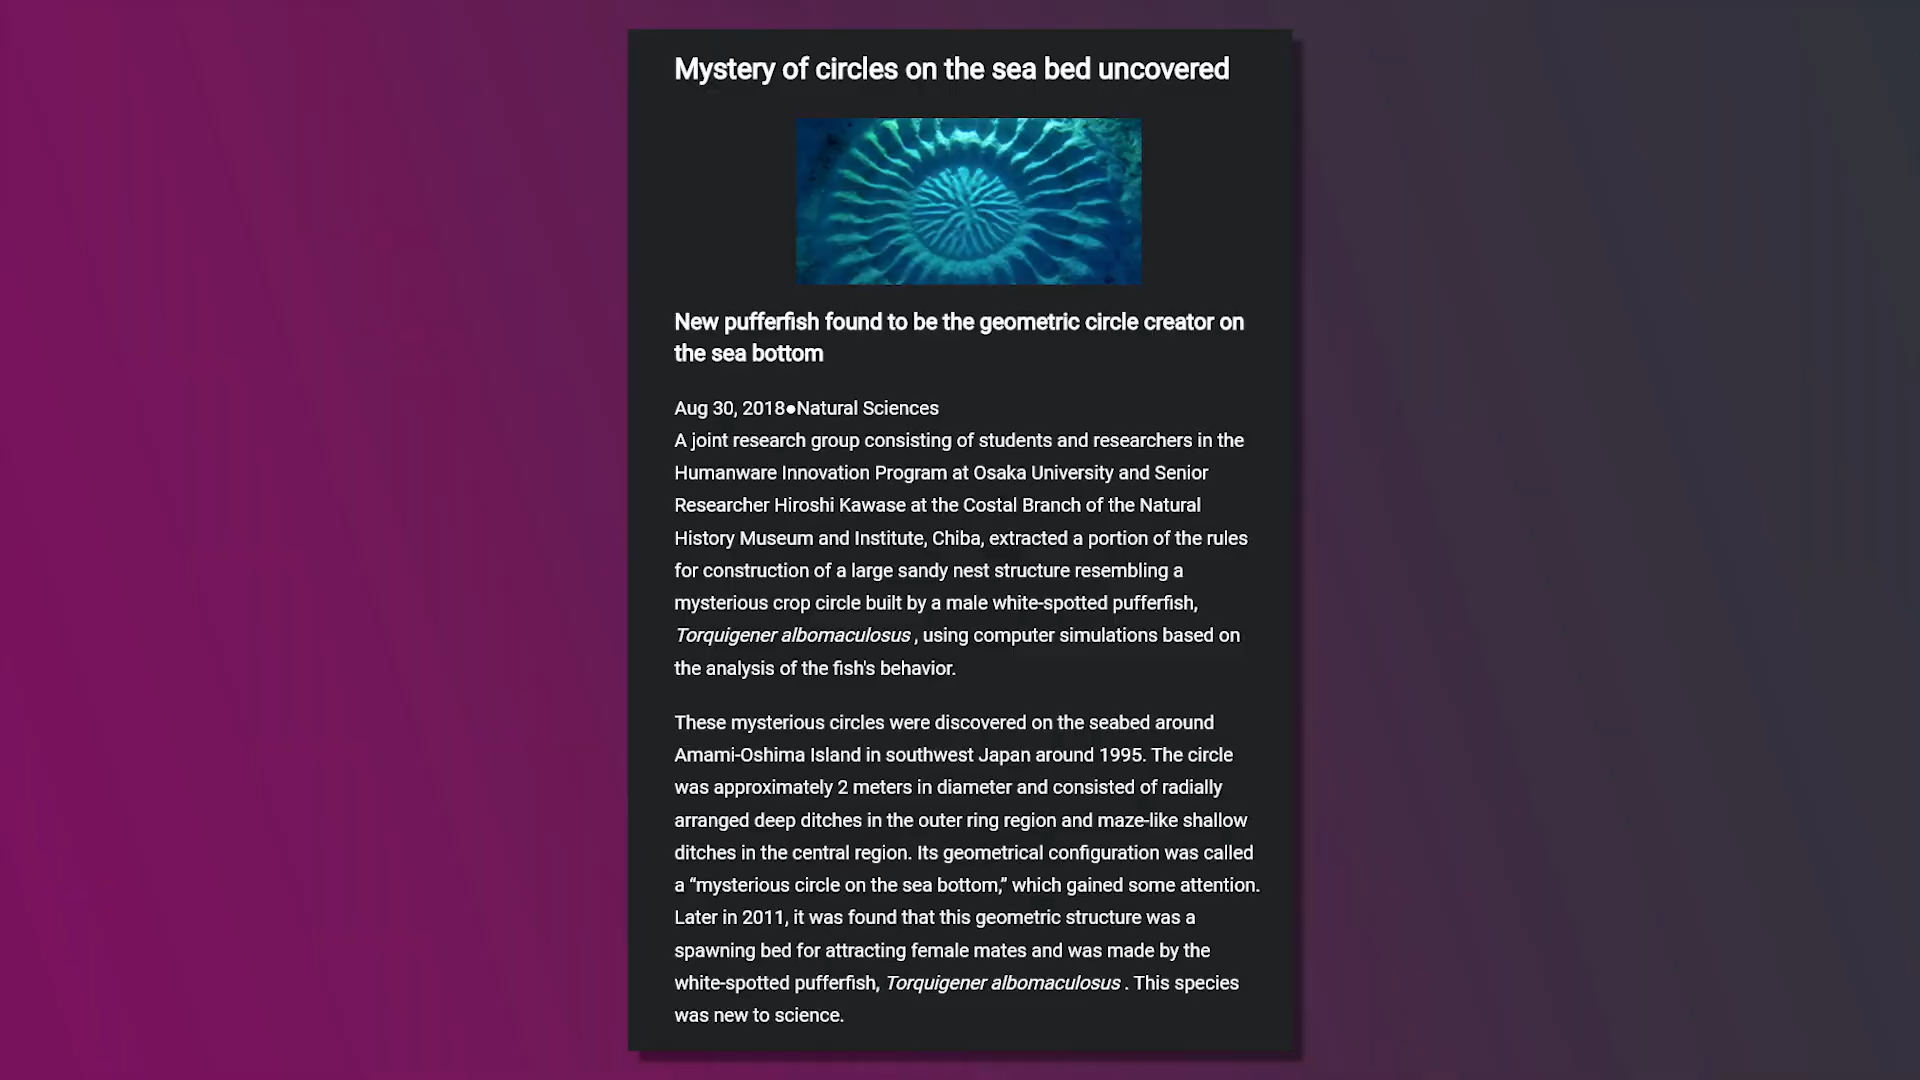 Mystery of circles on the sea bed uncovered
New pufferfish found to be the geometric circle creator on
the sea bottom
Aug 30, 2018●Natural Sciences
A joint research group consisting of students and researchers in the
Humanware Innovation Program at Osaka University and Senior
Researcher Hiroshi Kawase at the Costal Branch of the Natural
History Museum and Institute, Chiba, extracted a portion of the rules
for construction of a large sandy nest structure resembling a
mysterious crop circle built by a male white-spotted pufferfish,
Torquigener albomaculosus , using computer simulations based on
the analysis of the fish's behavior.
These mysterious circles were discovered on the seabed around
Amami-Oshima Island in southwest Japan around 1995. The circle
was approximately 2 meters in diameter and consisted of radially
arranged deep ditches in the outer ring region and maze-like shallow
ditches in the central region. Its geometrical configuration was called
a “mysterious circle on the sea bottom,” which gained some attention.
Later in 2011, it was found that this geometric structure was a
spawning bed for attracting female mates and was made by the
white-spotted pufferfish, Torquigener albomaculosus . This species
was new to science.